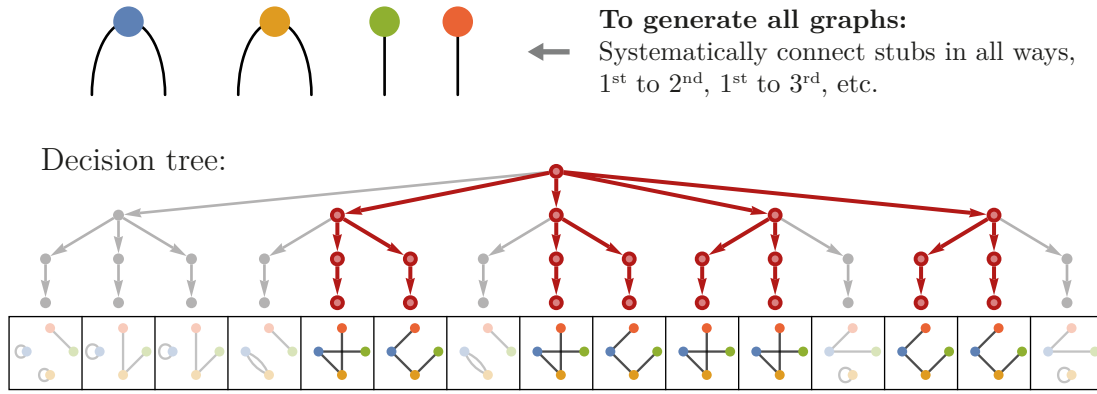 To generate all graphs:
Systematically connect stubs in all ways,
1st to 2nd, 1st to 3rd, etc.
Decision tree: